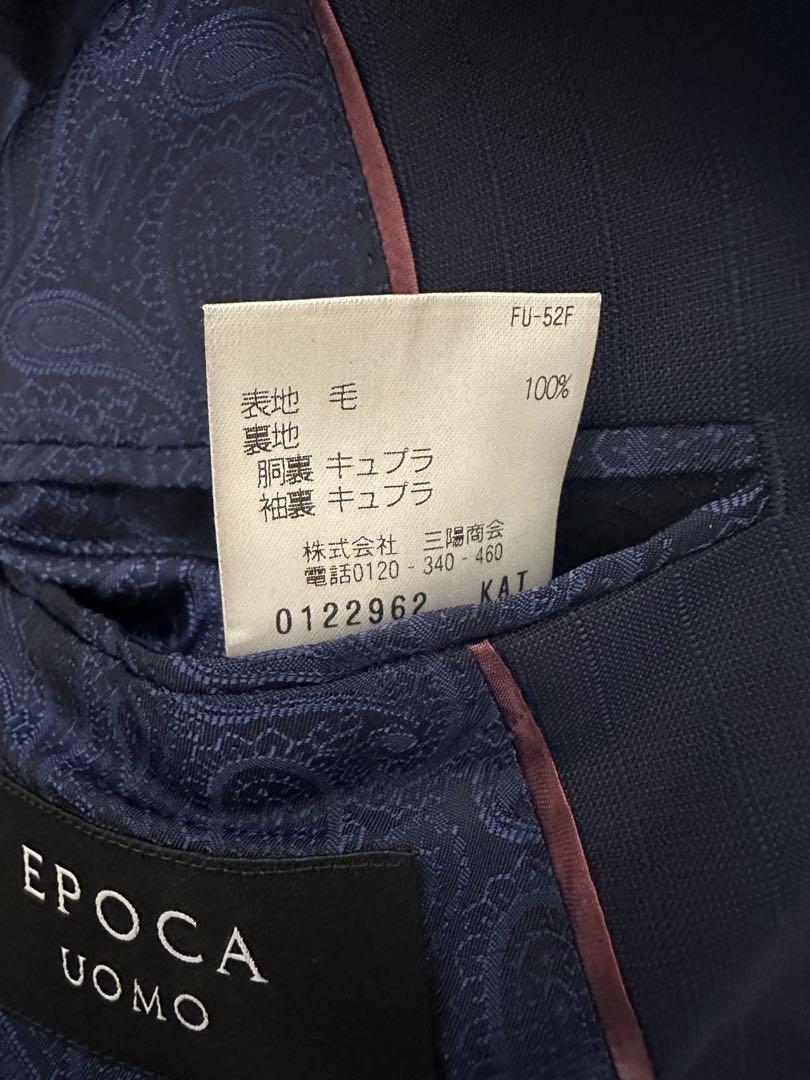 FU-52F
表地 毛 100%
裏地
胴裏 キュプラ
袖裏 キュプラ
株式会社 三陽商会
電話0120-340-460
0122962 KAT
EPOCA
UOMO